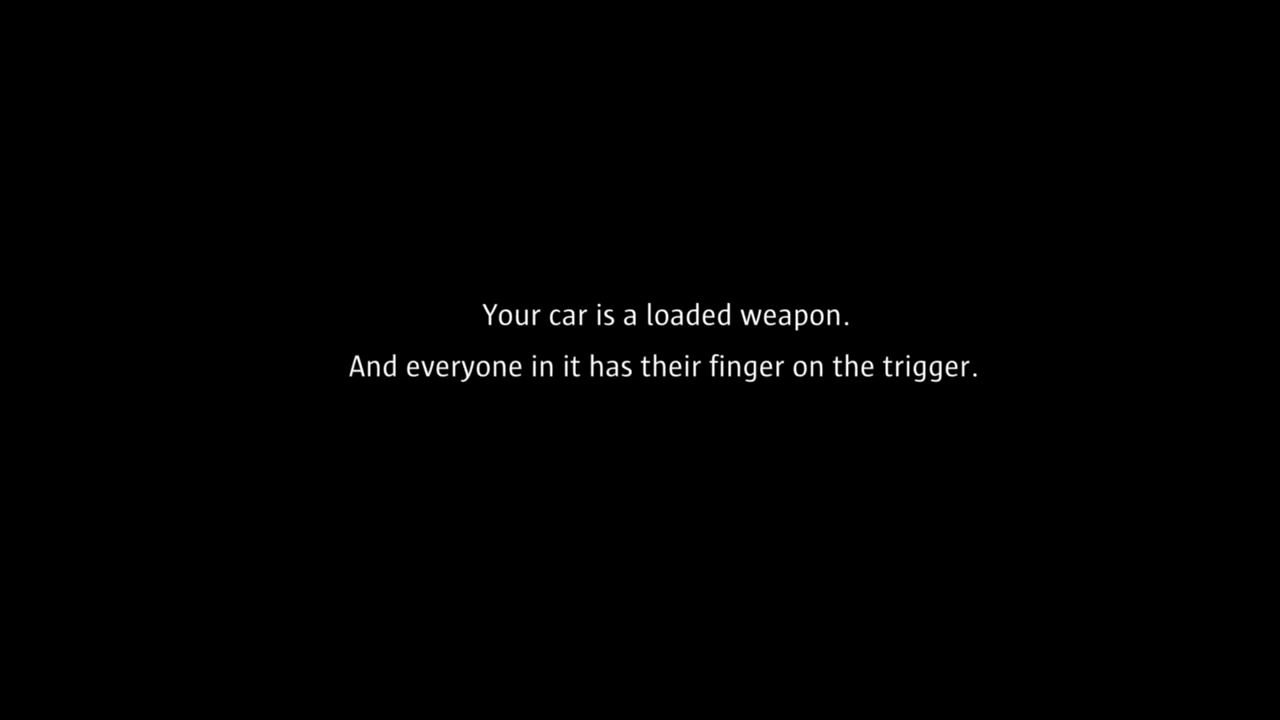 Your car is a loaded weapon.
And everyone in it has their finger on the trigger.